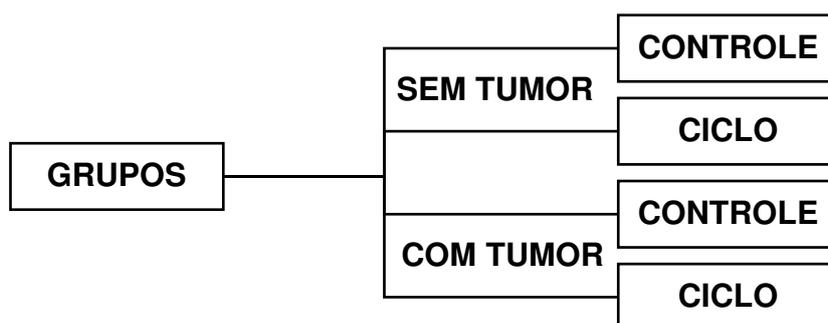 GRUPOS
SEM TUMOR
CONTROLE
CICLO
COM TUMOR
CONTROLE
CICLO